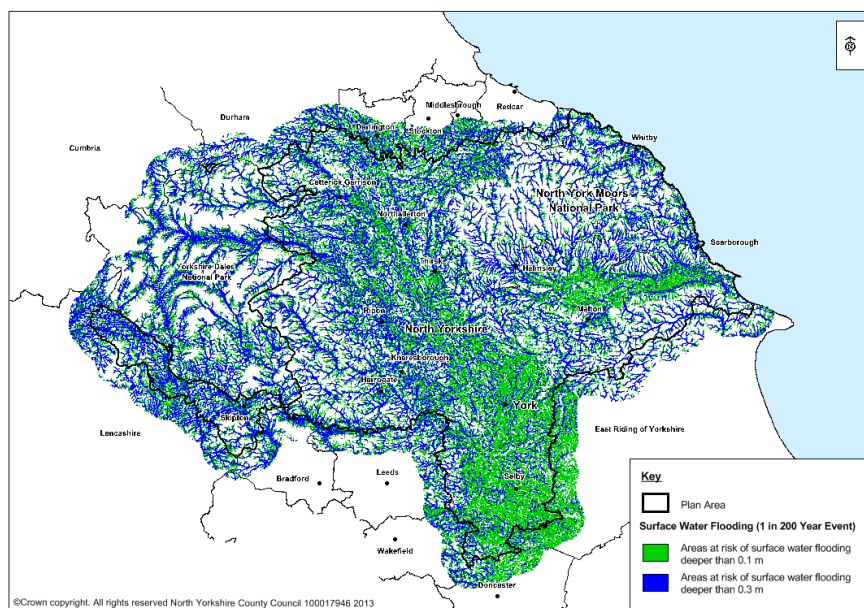 N
Middlesbrough
Redcar
Durham
Darlington
Stockton
Whitby
Cumbria
Catterick Garrison
North York Moors
National Park
Northallerton
Scarborough
Thirsk
Helmsley
Yorkshire Dales
National Park
Malton
Ripon
North Yorkshire
Knaresborough
Harrogate
York
Skipton
Lancashire
East Riding of Yorkshire
Bradford
Leeds
Selby
Wakefield
Doncaster
Key
Plan Area
Surface Water Flooding (1 in 200 Year Event)
Areas at risk of surface water flooding
deeper than 0.1 m
Areas at risk of surface water flooding
deeper than 0.3 m
©Crown copyright. All rights reserved North Yorkshire County Council 100017946 2013